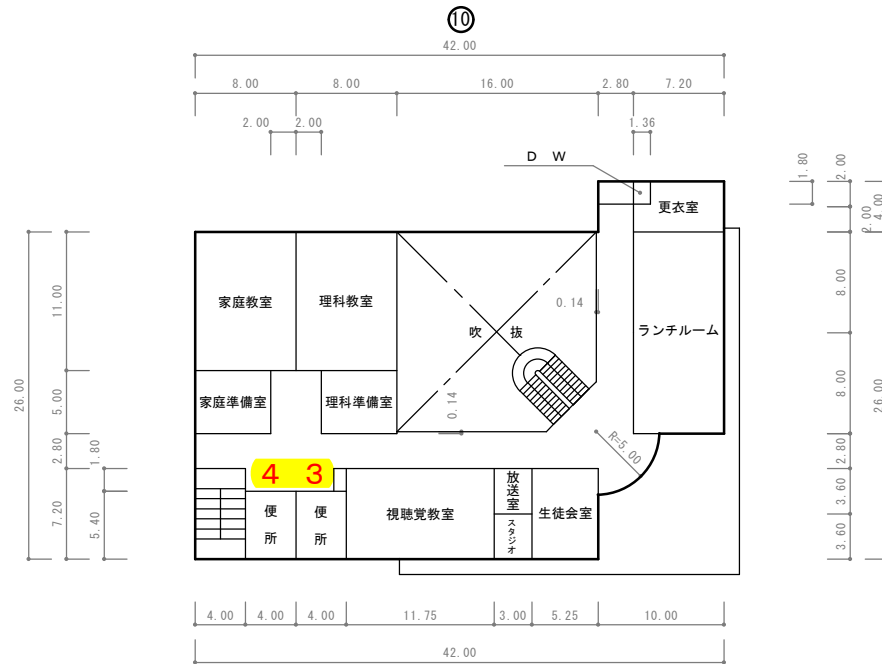 ⑩
42.00
8.00 8.00 16.00 2.80 7.20
2.00 2.00 1.36
D W
1.80 2.00
4.00
2.00
更衣室
家庭教室
理科教室
吹 抜
0.14
ランチルーム
11.00
8.00
26.00
家庭準備室
理科準備室
0.14
5.00
8.00
26.00
R=5.00
2.80
1.80
2.80
4 3
便所
便所
視聴覚教室
放送室
スタジオ
生徒会室
7.20
5.40
3.60
3.60
4.00 4.00 4.00 11.75 3.00 5.25 10.00
42.00